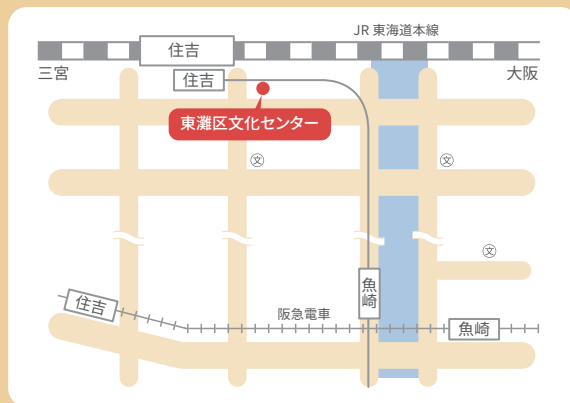 JR 東海道本線
住吉
三宮
大阪
住吉
東灘区文化センター
文
文
文
魚崎
住吉
阪急電車
魚崎